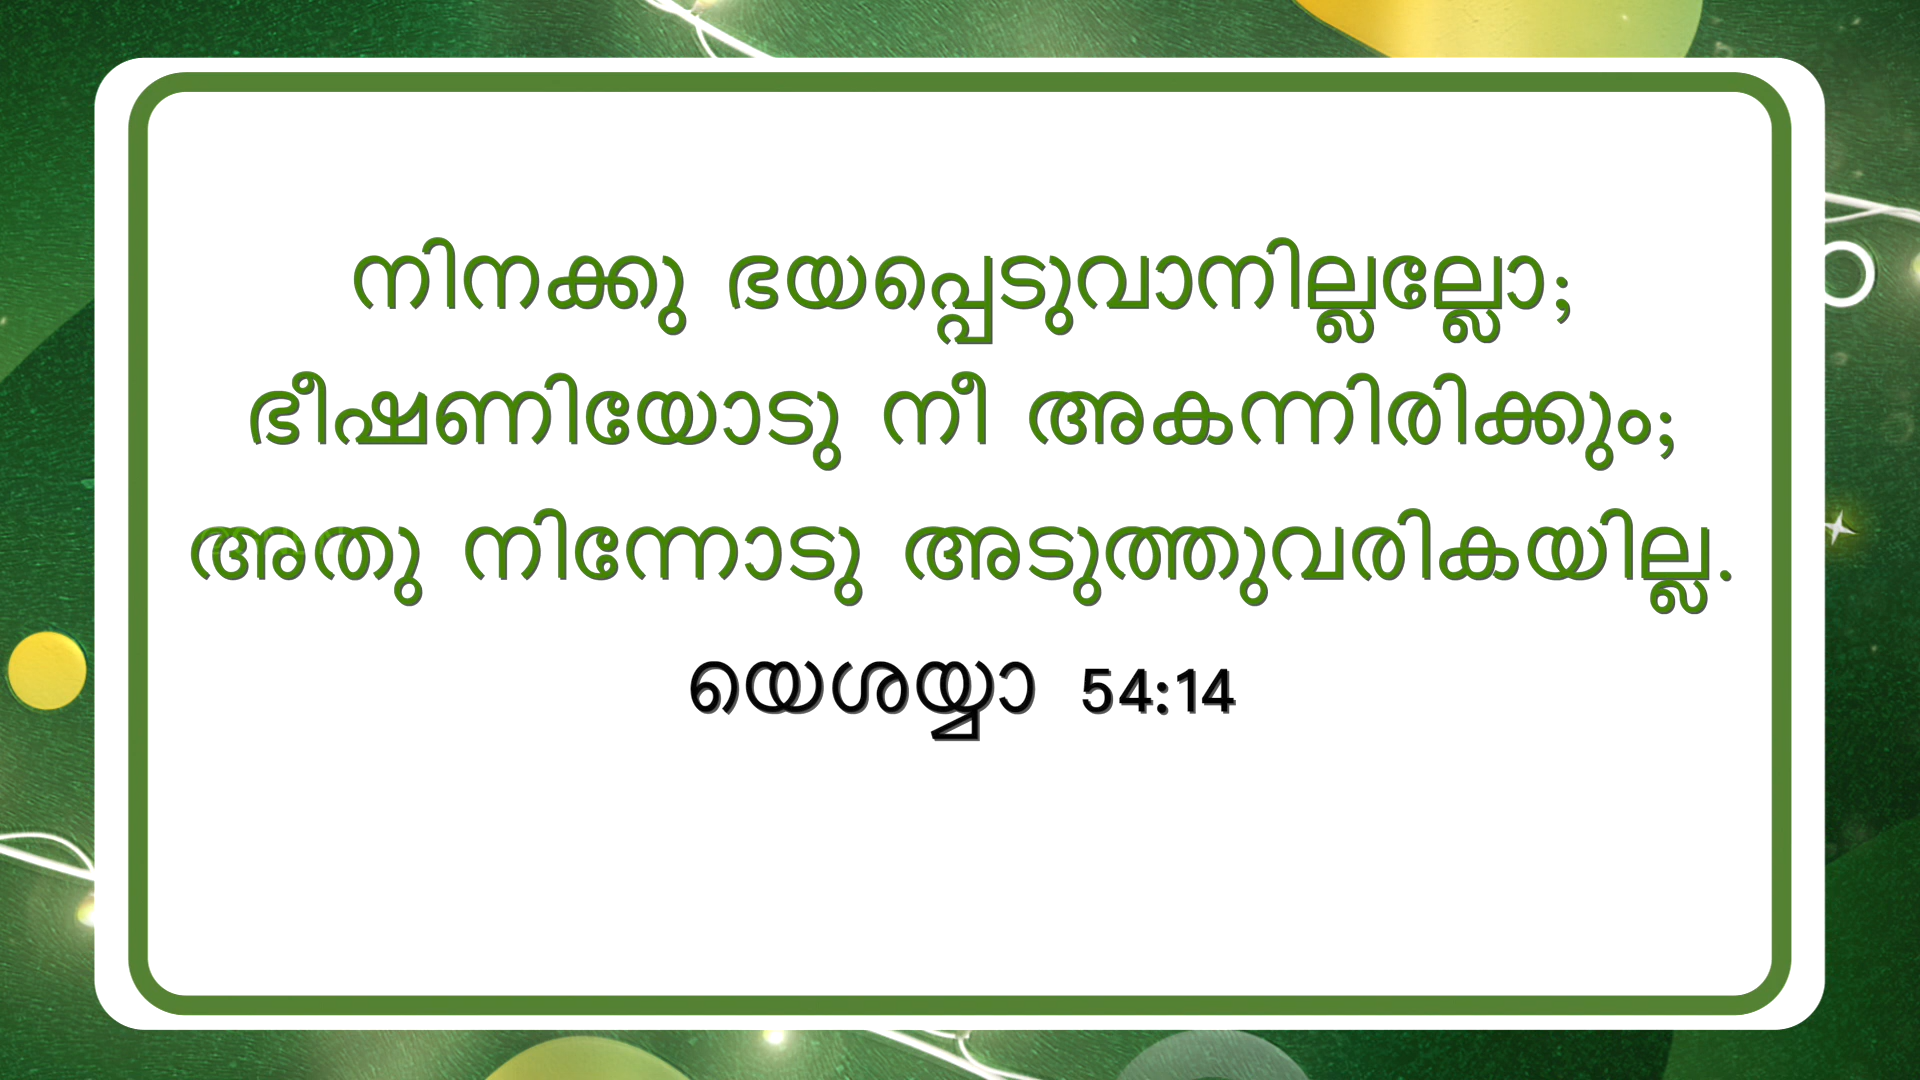 നിനക്കു ഭയപ്പെടുവാനില്ലല്ലോ;
ഭീഷണിയോടു നീ അകന്നിരിക്കും;
അതു നിന്നോടു അടുത്തുവരികയില്ല.
യെശയ്യാ 54:14